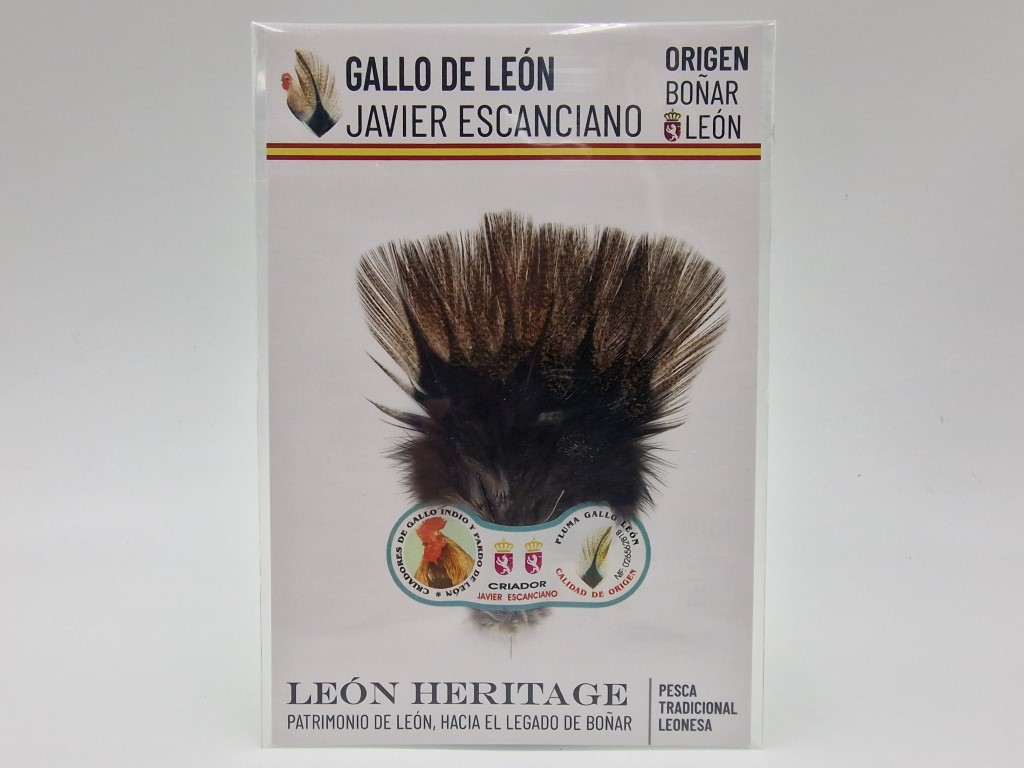 GALLO DE LEÓN
JAVIER ESCANCIANO
ORIGEN
BOÑAR
LEÓN
CRIADORES DE GALLO INDIO Y PARDO DE LEÓN *
CRIADOR
JAVIER ESCANCIANO
PLUMA GALLO LEÓN
CALIDAD DE ORIGEN
LEÓN HERITAGE
PATRIMONIO DE LEÓN, HACIA EL LEGADO DE BOÑAR
PESCA
TRADICIONAL
LEONESA